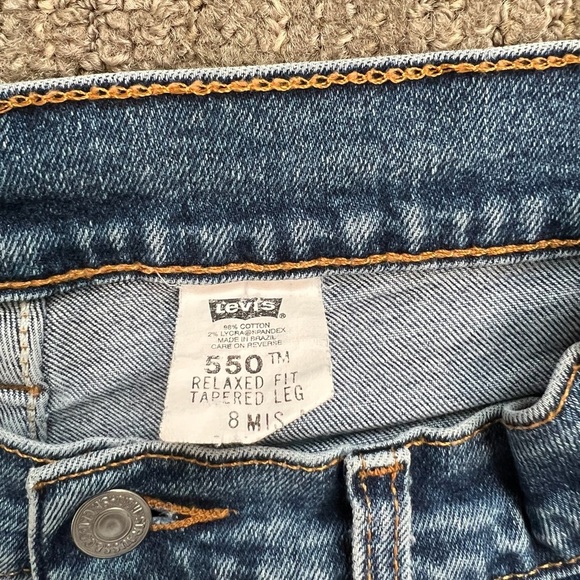 Levi's
98% COTTON
2% LYCRA®SPANDEX
MADE IN BRAZIL
CARE ON REVERSE
550™
RELAXED FIT
TAPERED LEG
8 MIS